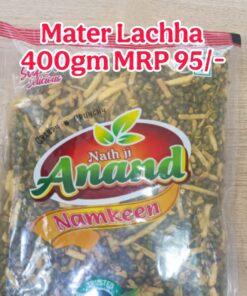 Mater Lachha
400gm MRP 95/-
Nath ji
Anand
Namkeen